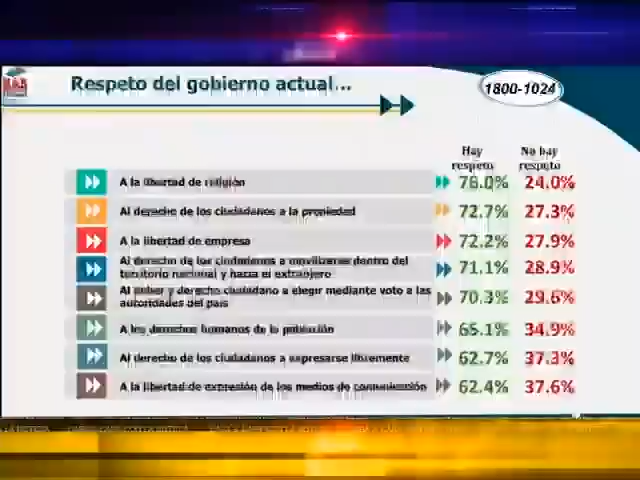 Respeto del gobierno actual...
1800-1024
Hay respeto
No hay respeto
A la libertad de religión 76.0% 24.0%
Al derecho de los ciudadanos a la propiedad 72.7% 27.3%
A la libertad de empresa 72.2% 27.9%
Al derecho de los ciudadanos a movilizarse dentro del
territorio nacional y hacia el extranjero 71.1% 28.9%
Al deber y derecho ciudadano a elegir mediante voto a las
autoridades del país 70.3% 29.6%
A los derechos humanos de la población 65.1% 34.9%
Al derecho de los ciudadanos a expresarse libremente 62.7% 37.3%
A la libertad de expresión de los medios de comunicación 62.4% 37.6%